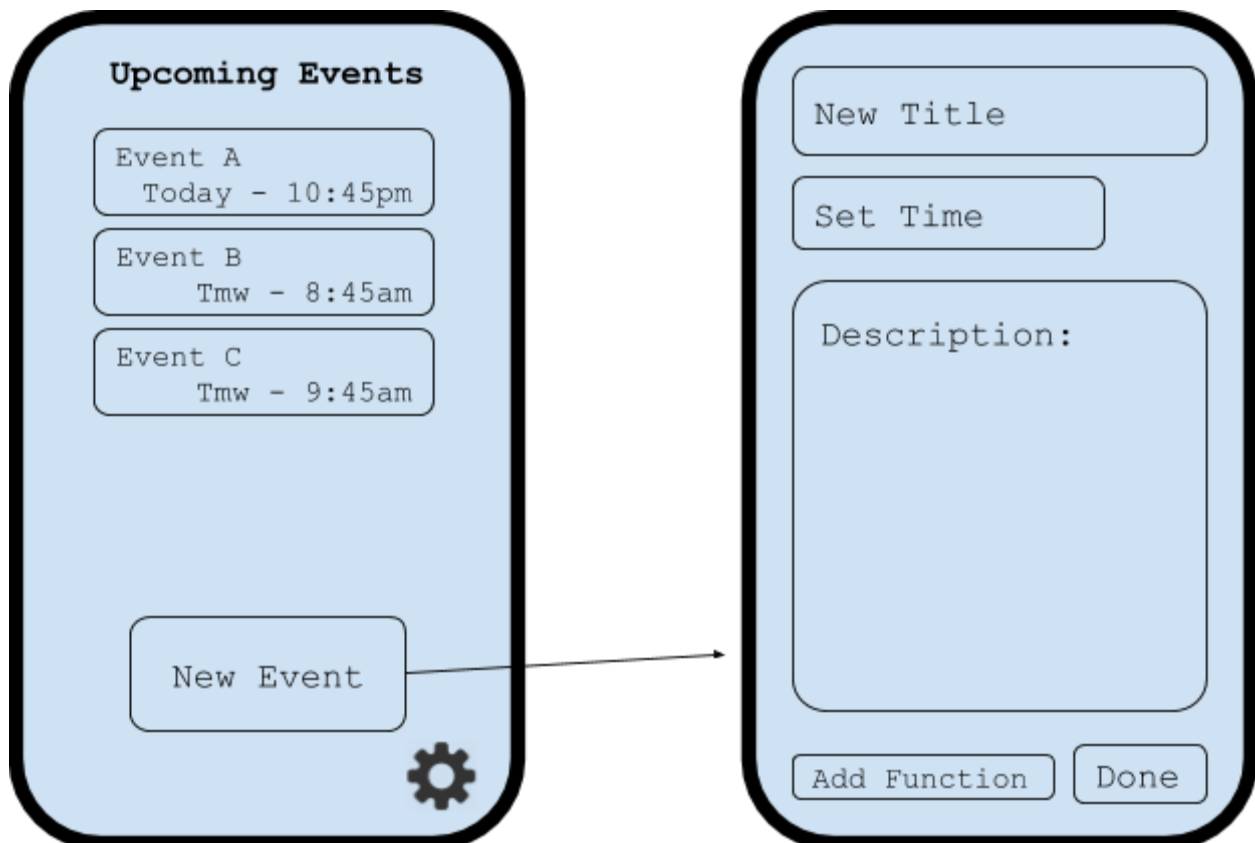 Upcoming Events
Event A
Today - 10:45pm
Event B
Tmw - 8:45am
Event C
Tmw - 9:45am
New Event
New Title
Set Time
Description:
Add Function
Done